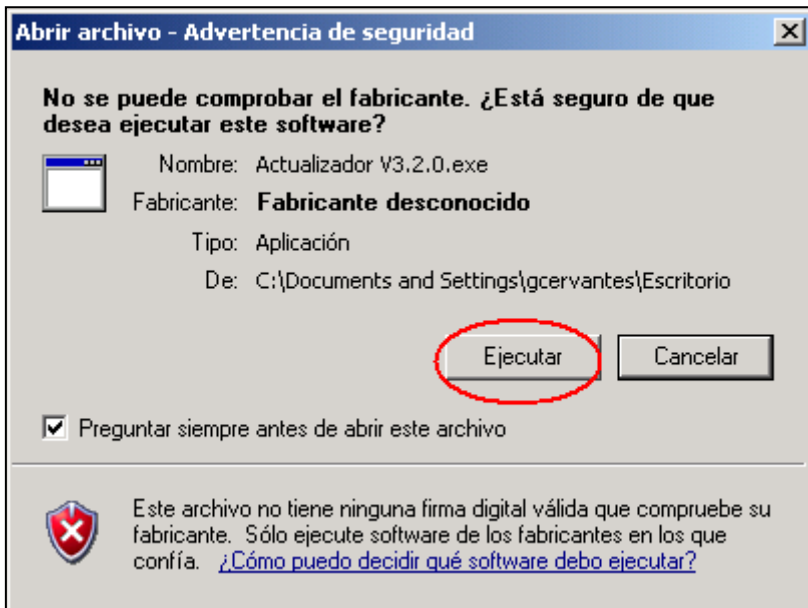 Abrir archivo - Advertencia de seguridad
No se puede comprobar el fabricante. ¿Está seguro de que
desea ejecutar este software?
Nombre: Actualizador V3.2.0.exe
Fabricante: Fabricante desconocido
Tipo: Aplicación
De: C:\Documents and Settings\gcervantes\Escritorio
Ejecutar Cancelar
Preguntar siempre antes de abrir este archivo
Este archivo no tiene ninguna firma digital válida que compruebe su
fabricante. Sólo ejecute software de los fabricantes en los que
confía. ¿Cómo puedo decidir qué software debo ejecutar?